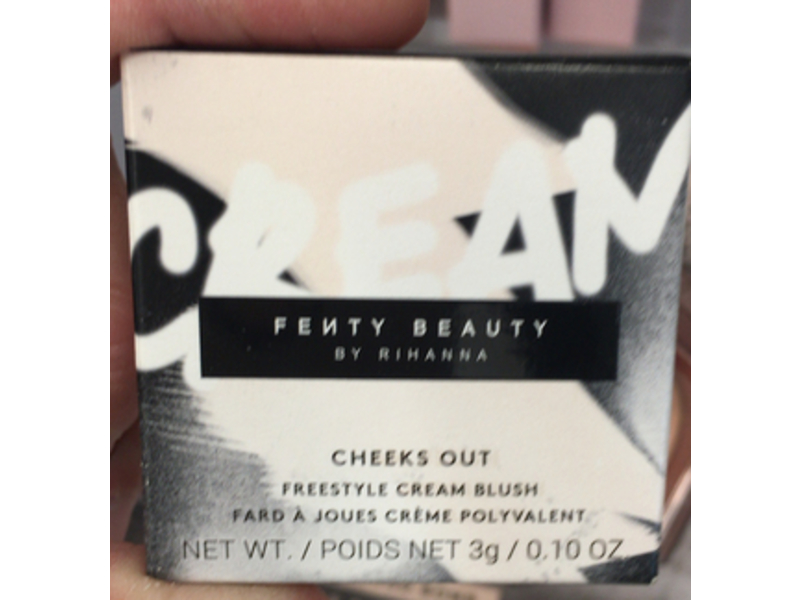 CREAM
FEИTY BEAUTY
BY RIHANNA
CHEEKS OUT
FREESTYLE CREAM BLUSH
FARD À JOUES CRÈME POLYVALENT
NET WT. / POIDS NET 3g / 0.10 OZ